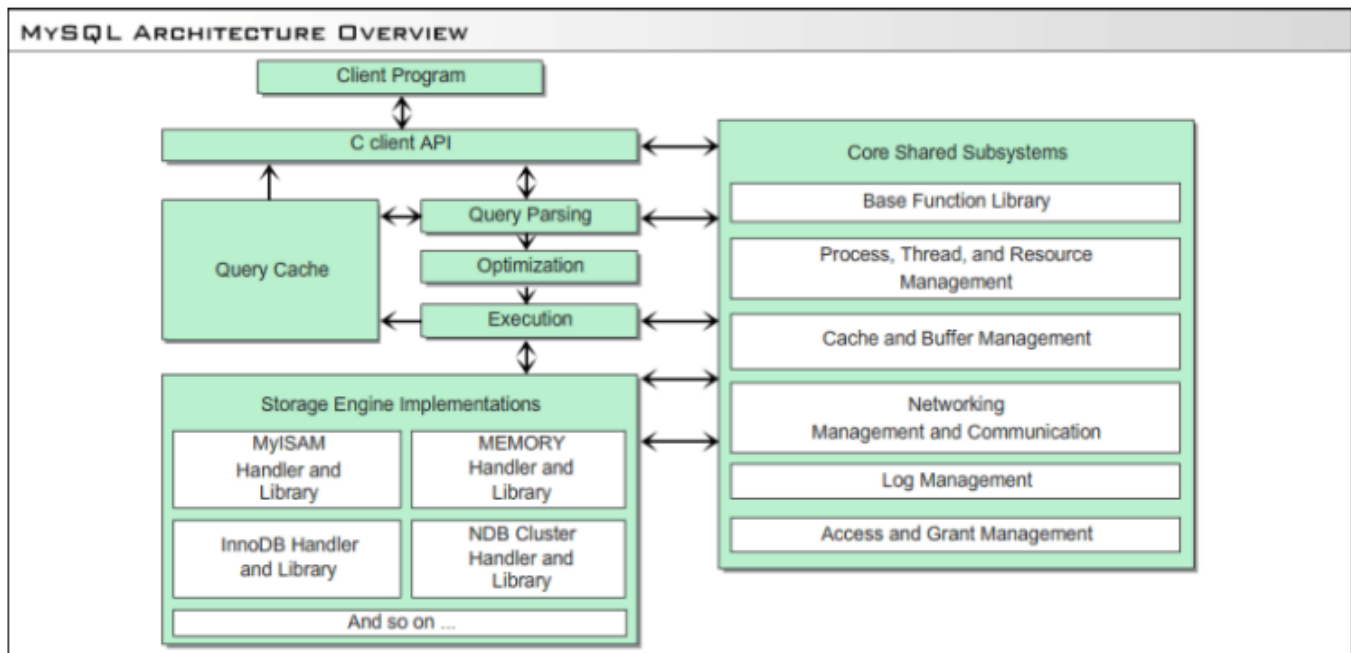 MYSQL ARCHITECTURE OVERVIEW
Client Program
C client API
Query Cache
Query Parsing
Optimization
Execution
Storage Engine Implementations
MyISAM
Handler and
Library
MEMORY
Handler and
Library
InnoDB Handler
and Library
NDB Cluster
Handler and
Library
And so on ...
Core Shared Subsystems
Base Function Library
Process, Thread, and Resource
Management
Cache and Buffer Management
Networking
Management and Communication
Log Management
Access and Grant Management